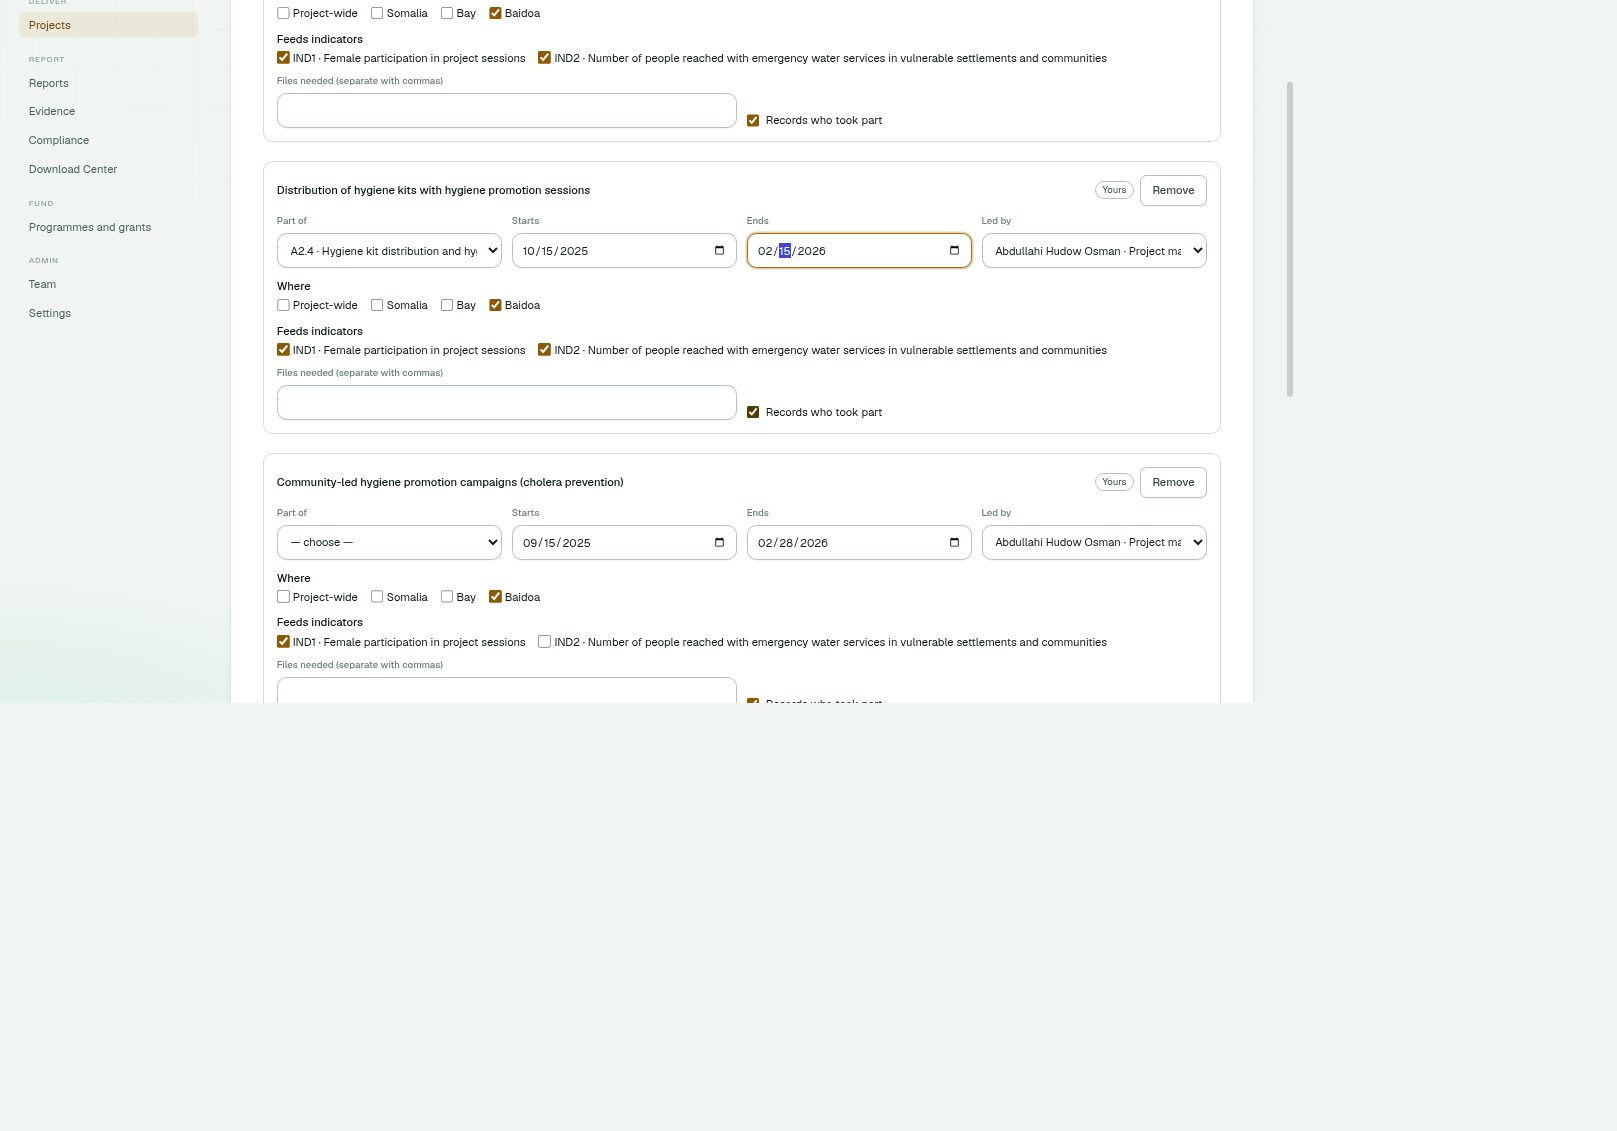 DELIVER
Projects
REPORT
Reports
Evidence
Compliance
Download Center
FUND
Programmes and grants
ADMIN
Team
Settings
Project-wide Somalia Bay Baidoa
Feeds indicators
IND1 · Female participation in project sessions IND2 · Number of people reached with emergency water services in vulnerable settlements and communities
Files needed (separate with commas)
Records who took part
Distribution of hygiene kits with hygiene promotion sessions Yours Remove
Part of Starts Ends Led by
A2.4 · Hygiene kit distribution and hy 10/15/2025 02/15/2026 Abdullahi Hudow Osman · Project ma
Where
Project-wide Somalia Bay Baidoa
Feeds indicators
IND1 · Female participation in project sessions IND2 · Number of people reached with emergency water services in vulnerable settlements and communities
Files needed (separate with commas)
Records who took part
Community-led hygiene promotion campaigns (cholera prevention) Yours Remove
Part of Starts Ends Led by
— choose — 09/15/2025 02/28/2026 Abdullahi Hudow Osman · Project ma
Where
Project-wide Somalia Bay Baidoa
Feeds indicators
IND1 · Female participation in project sessions IND2 · Number of people reached with emergency water services in vulnerable settlements and communities
Files needed (separate with commas)
Records who took part